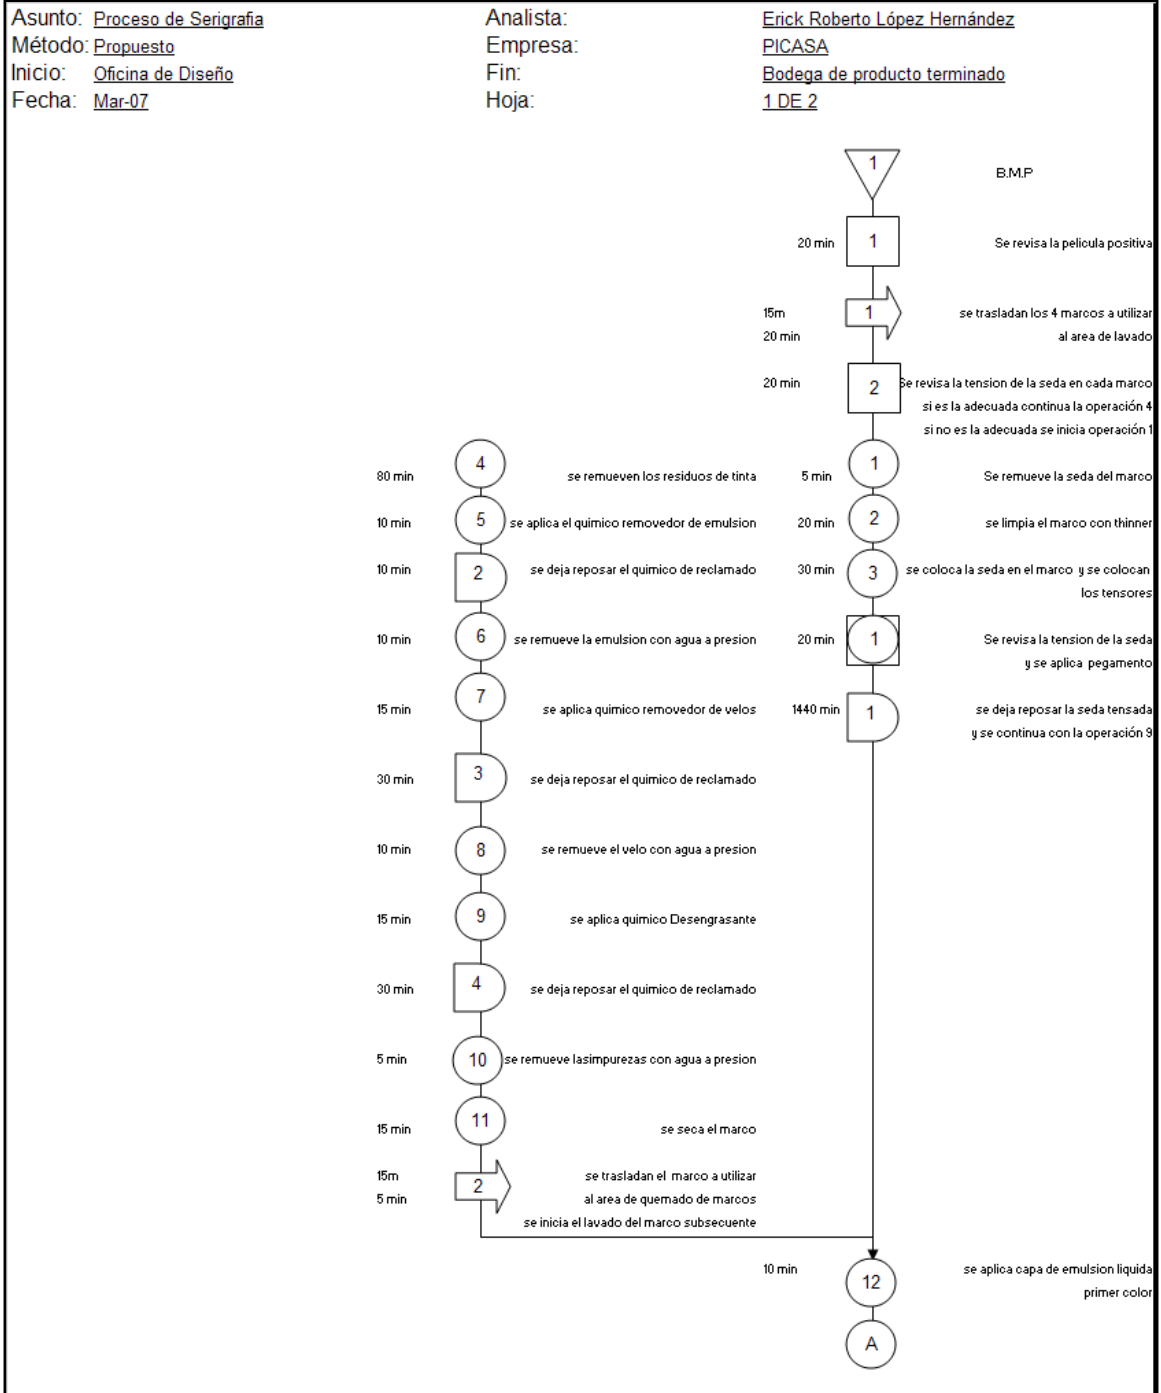 Asunto: Proceso de Serigrafia Analista: Erick Roberto López Hernández
Método: Propuesto Empresa: PICASA
Inicio: Oficina de Diseño Fin: Bodega de producto terminado
Fecha: Mar-07 Hoja: 1 DE 2
1 B.M.P
20 min 1 Se revisa la pelicula positiva
15m 1 se trasladan los 4 marcos a utilizar
20 min al area de lavado
20 min 2 Se revisa la tension de la seda en cada marco
si es la adecuada continua la operación 4
si no es la adecuada se inicia operación 1
80 min 4 se remueven los residuos de tinta 5 min 1 Se remueve la seda del marco
10 min 5 se aplica el quimico removedor de emulsion 20 min 2 se limpia el marco con thinner
10 min 2 se deja reposar el quimico de reclamado 30 min 3 se coloca la seda en el marco y se colocan
los tensores
10 min 6 se remueve la emulsion con agua a presion 20 min 1 Se revisa la tension de la seda
y se aplica pegamento
15 min 7 se aplica quimico removedor de velos 1440 min 1 se deja reposar la seda tensada
y se continua con la operación 9
30 min 3 se deja reposar el quimico de reclamado
10 min 8 se remueve el velo con agua a presion
15 min 9 se aplica quimico Desengrasante
30 min 4 se deja reposar el quimico de reclamado
5 min 10 se remueve lasimpurezas con agua a presion
15 min 11 se seca el marco
15m 2 se trasladan el marco a utilizar
5 min al area de quemado de marcos
se inicia el lavado del marco subsecuente
10 min 12 se aplica capa de emulsion liquida
primer color
A